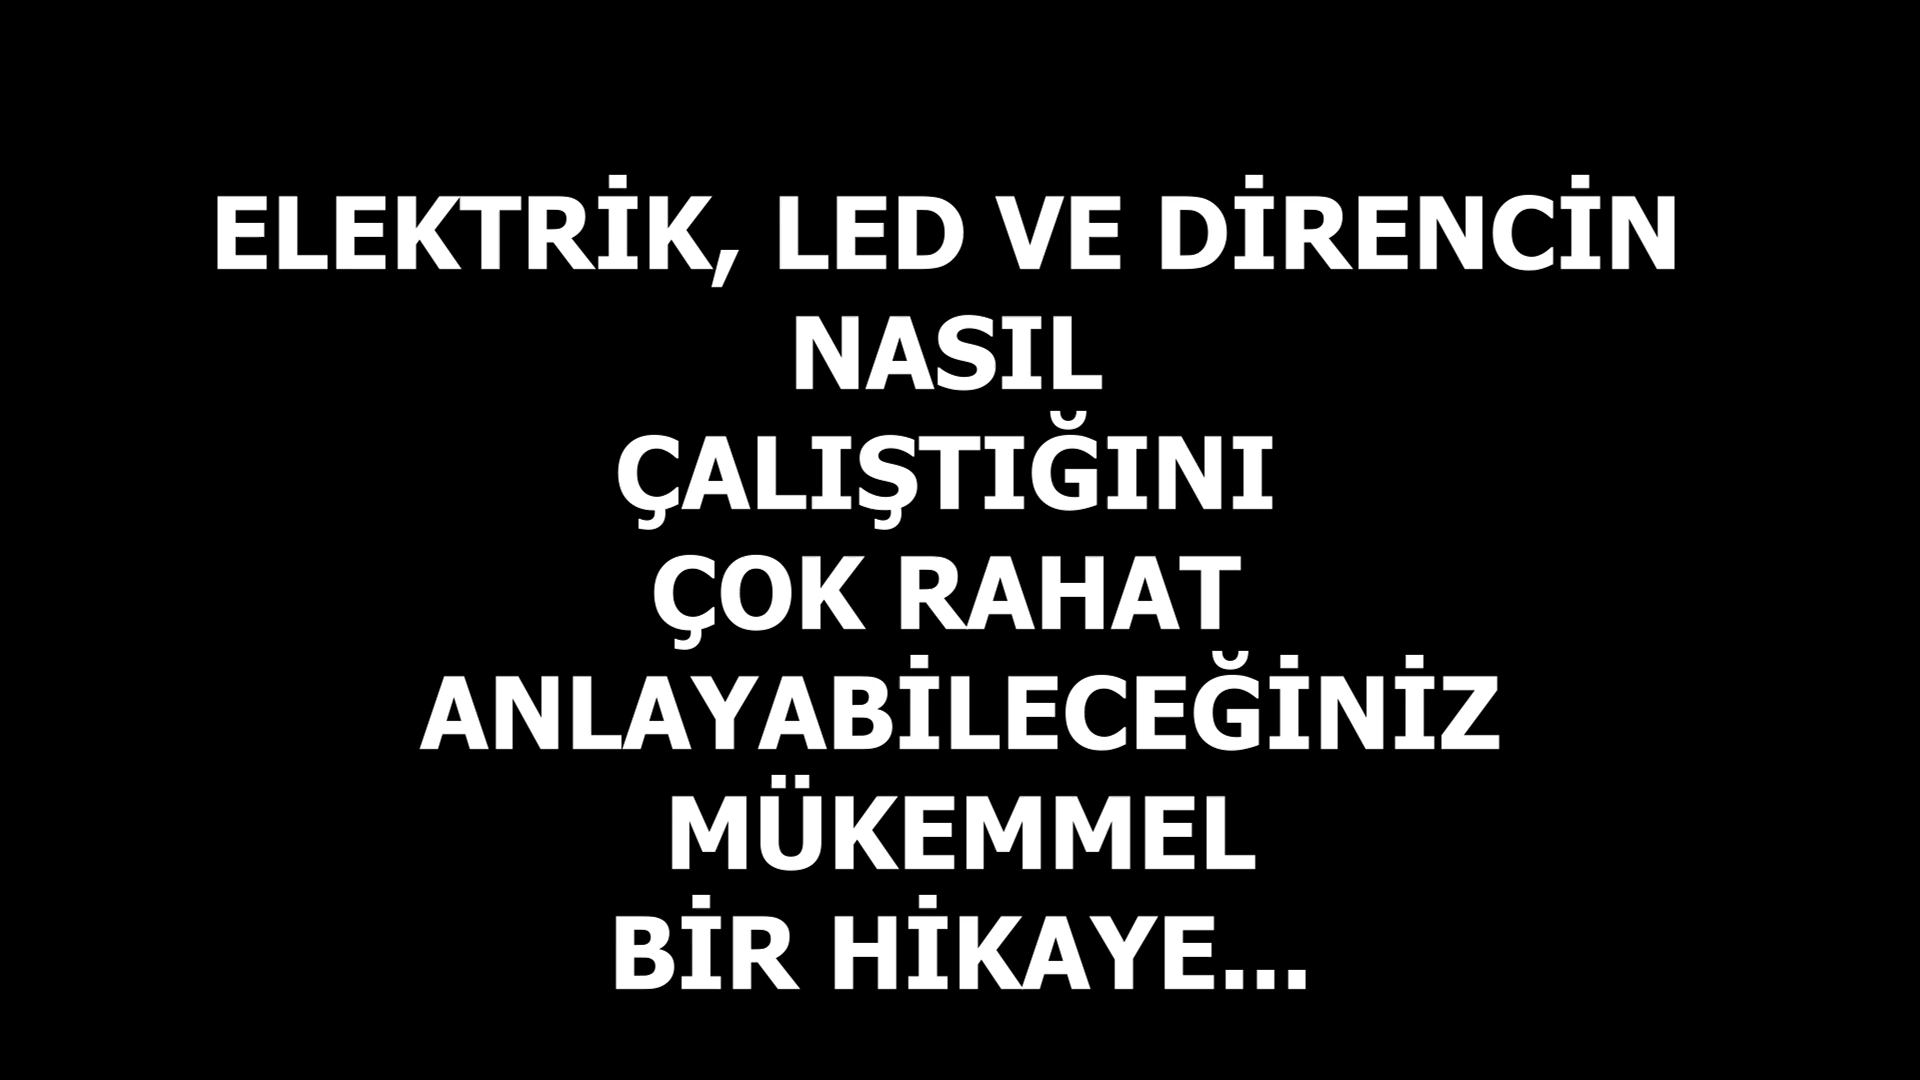 ELEKTRİK, LED VE DİRENCİN
NASIL
ÇALIŞTIĞINI
ÇOK RAHAT
ANLAYABİLECEĞİNİZ
MÜKEMMEL
BİR HİKAYE...